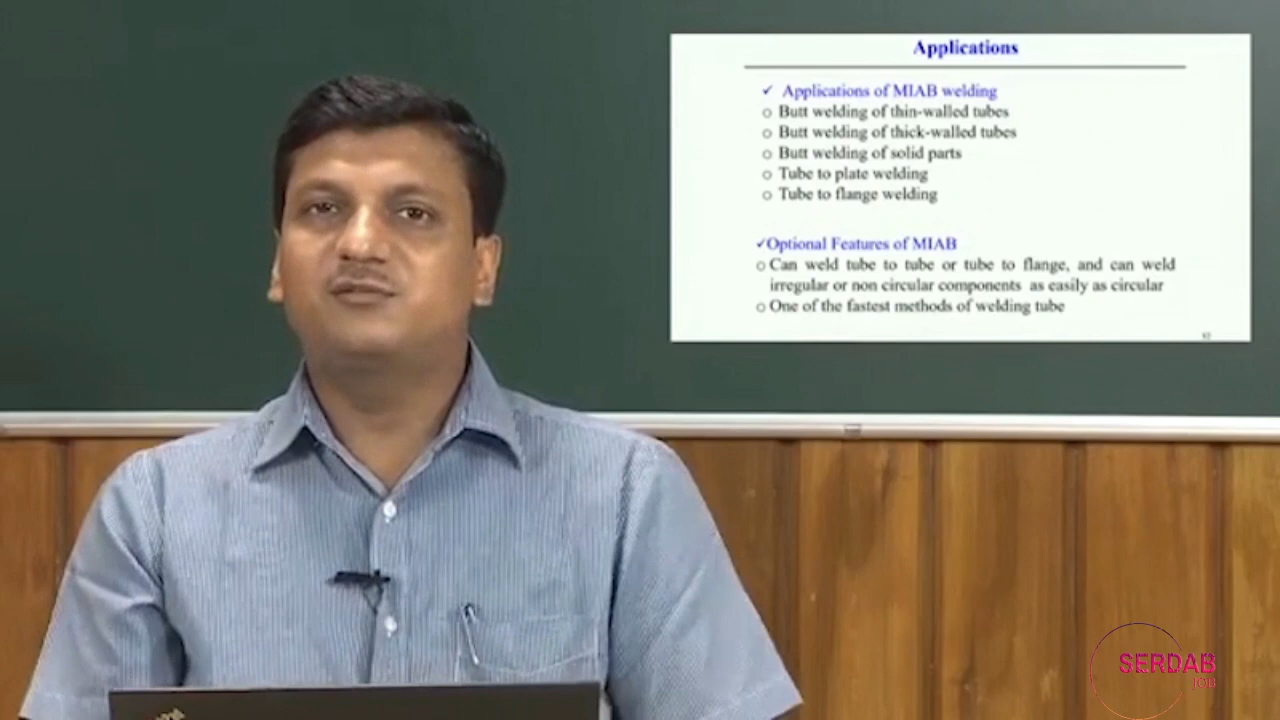 Applications
✓ Applications of MIAB welding
o Butt welding of thin-walled tubes
o Butt welding of thick-walled tubes
o Butt welding of solid parts
o Tube to plate welding
o Tube to flange welding
✓Optional Features of MIAB
o Can weld tube to tube or tube to flange, and can weld
irregular or non circular components as easily as circular
o One of the fastest methods of welding tube
SERDAB
JOB